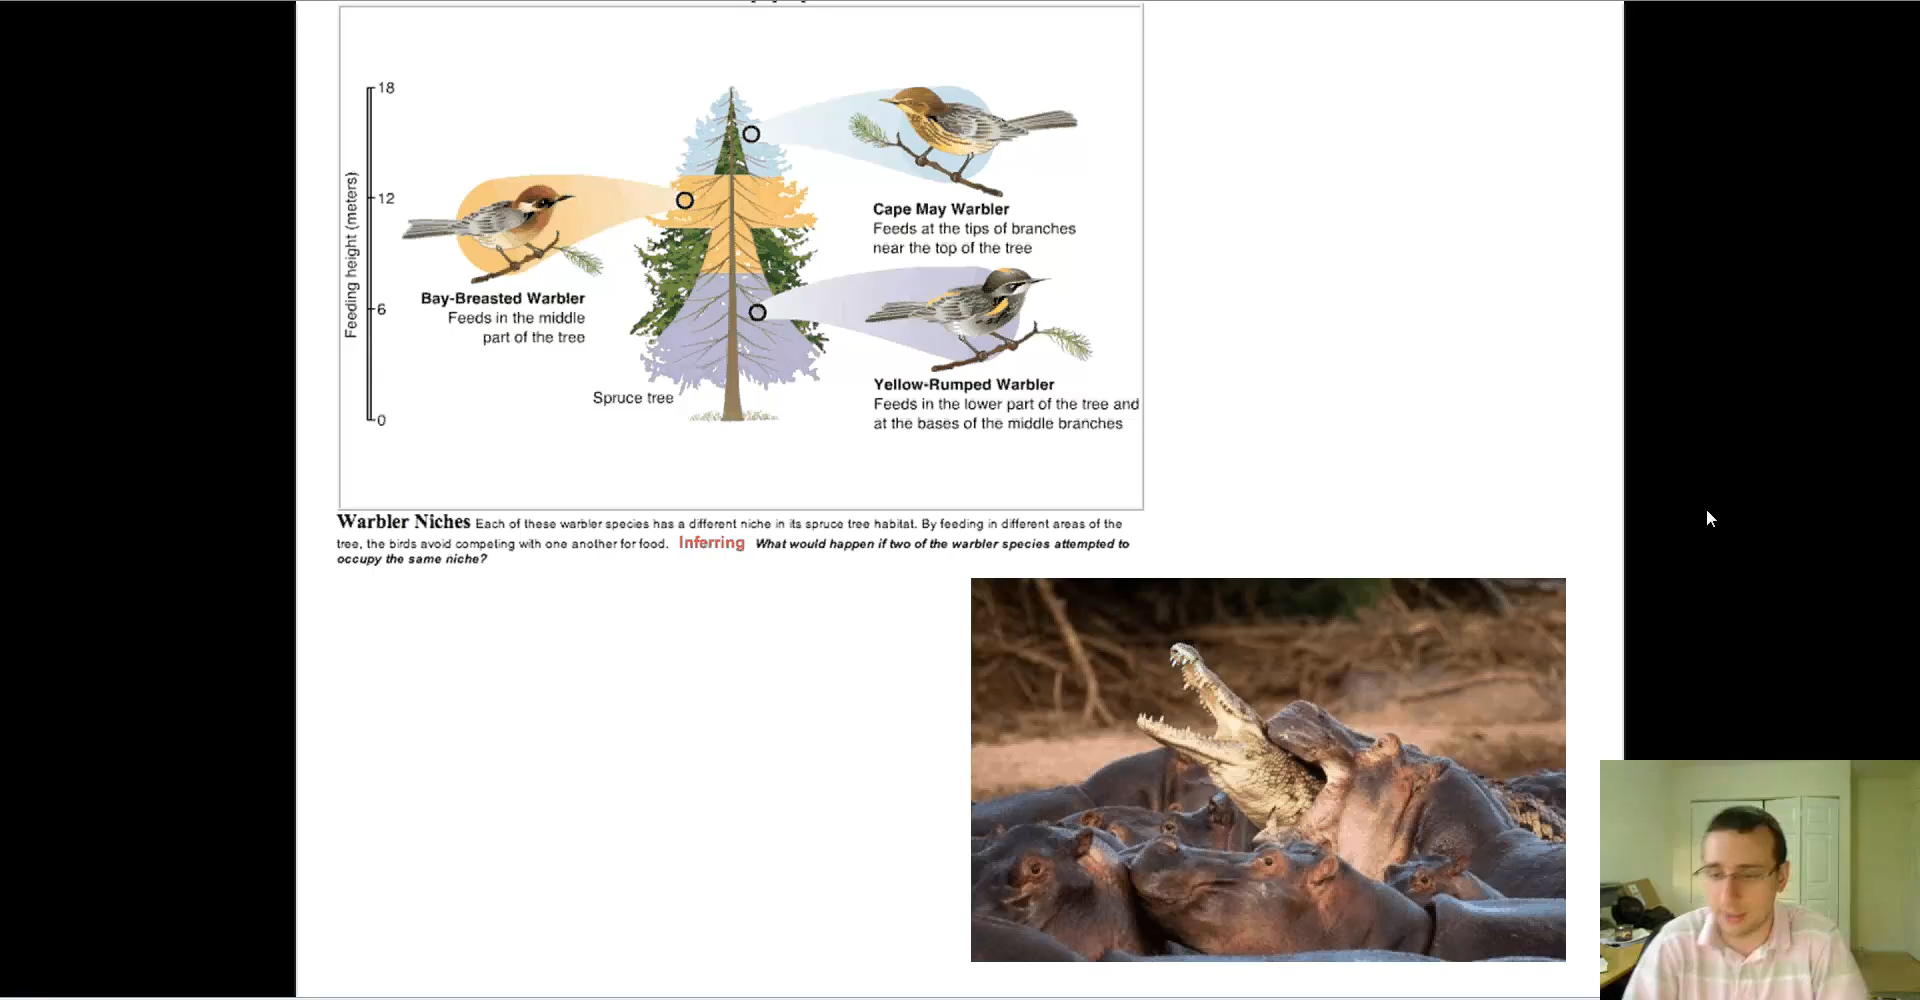 18
12
6
0
Feeding height (meters)
Cape May Warbler
Feeds at the tips of branches
near the top of the tree
Bay-Breasted Warbler
Feeds in the middle
part of the tree
Yellow-Rumped Warbler
Feeds in the lower part of the tree and
at the bases of the middle branches
Spruce tree
Warbler Niches Each of these warbler species has a different niche in its spruce tree habitat. By feeding in different areas of the
tree, the birds avoid competing with one another for food. Inferring What would happen if two of the warbler species attempted to
occupy the same niche?